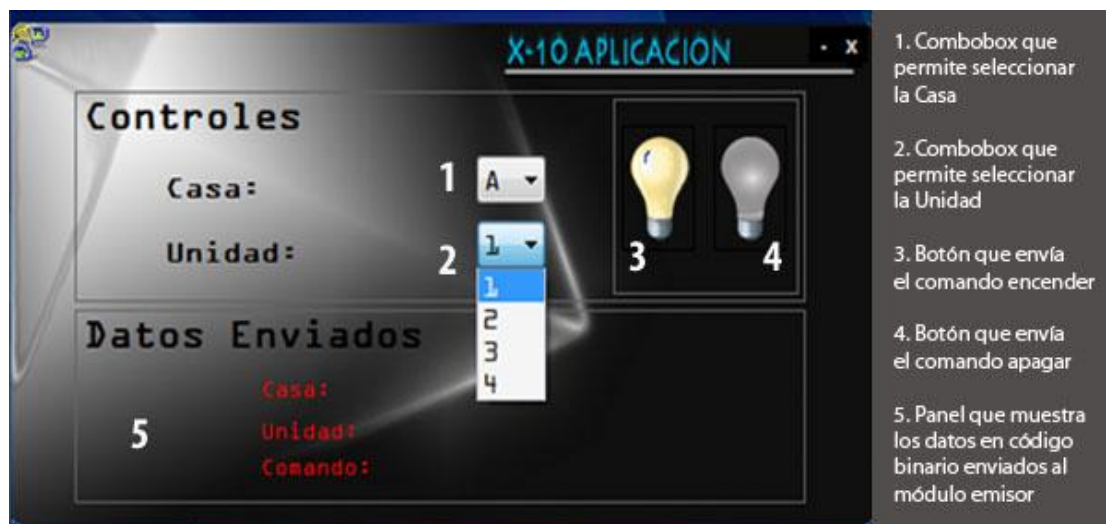 X-10 APLICACION
- x
Controles
Casa:
1
A
Unidad:
2
1
1
2
3
4
3
4
Datos Enviados
Casa:
Unidad:
Comando:
5
1. Combobox que
permite seleccionar
la Casa
2. Combobox que
permite seleccionar
la Unidad
3. Botón que envía
el comando encender
4. Botón que envía
el comando apagar
5. Panel que muestra
los datos en código
binario enviados al
módulo emisor